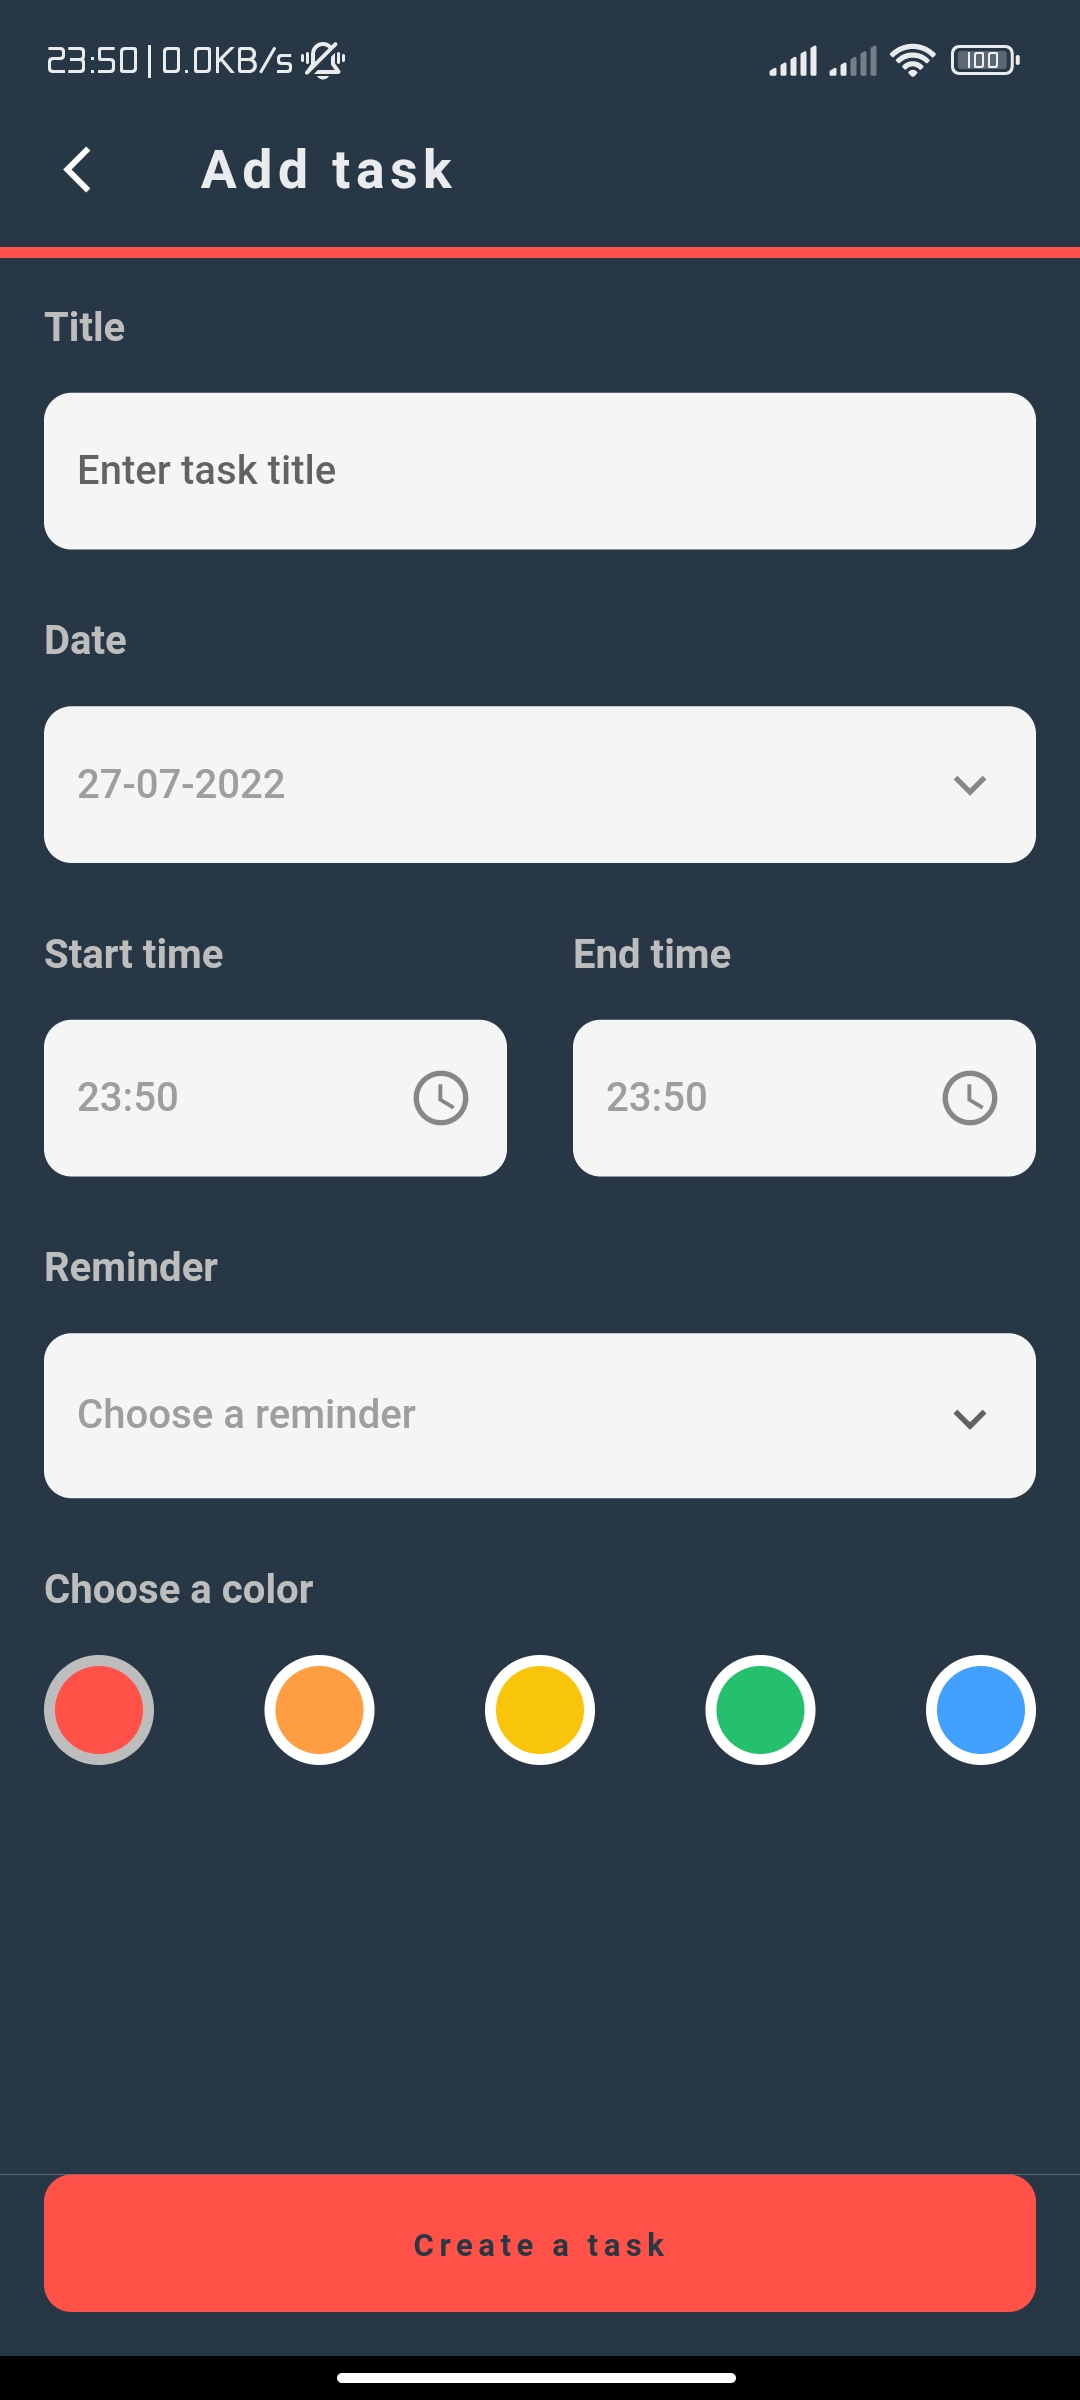 23:50 | 0.0KB/s 100
Add task
Title
Enter task title
Date
27-07-2022
Start time End time
23:50 23:50
Reminder
Choose a reminder
Choose a color
Create a task